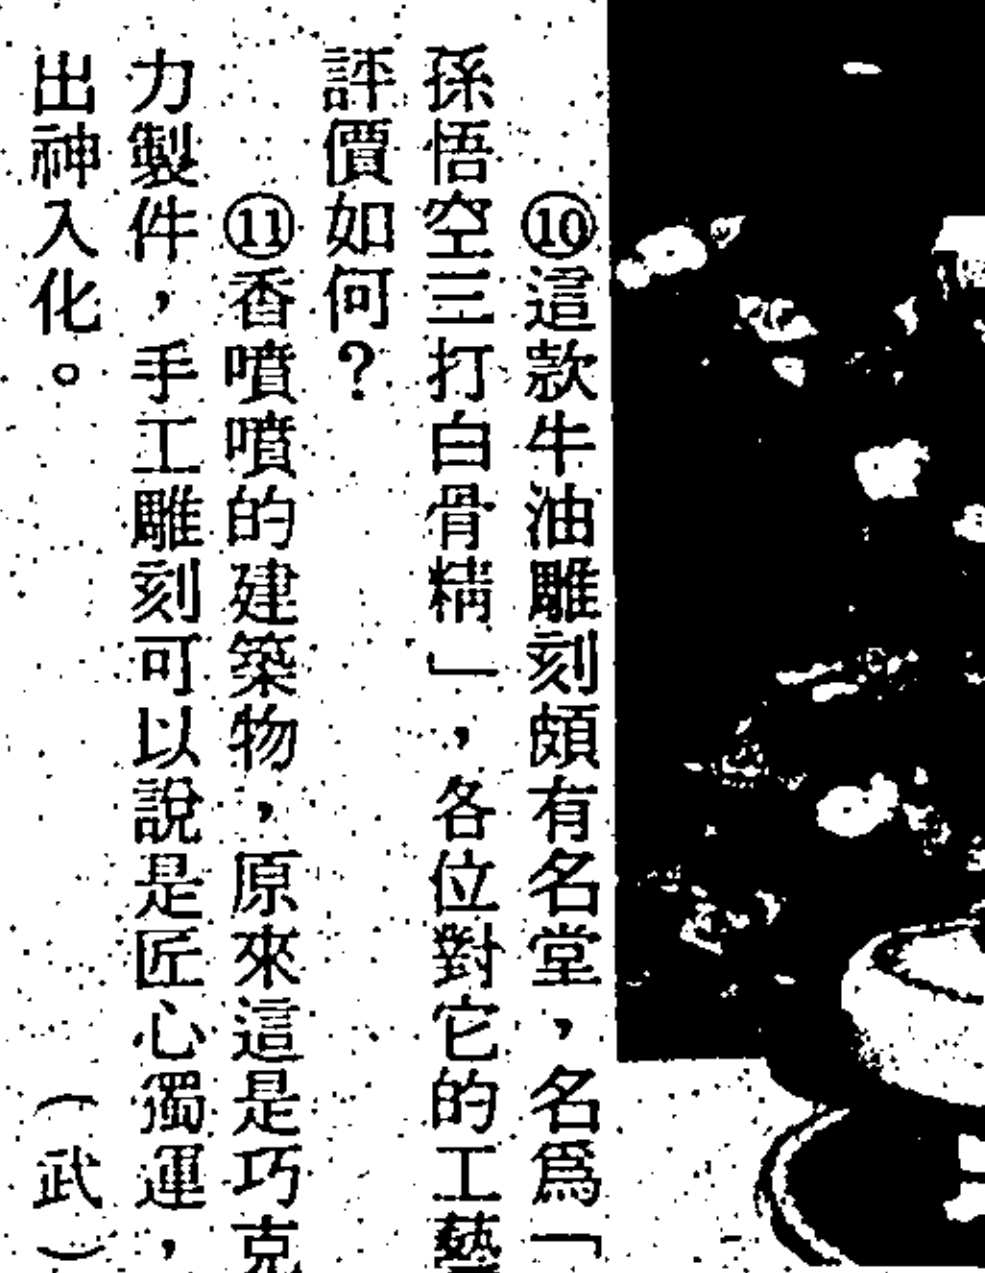 ⑩這款牛油雕刻頗有名堂，名爲「
孫悟空三打白骨精」，各位對它的工藝
評價如何？
⑪香噴噴的建築物，原來這是巧克
力製件，手工雕刻可以說是匠心獨運，
出神入化。（武）